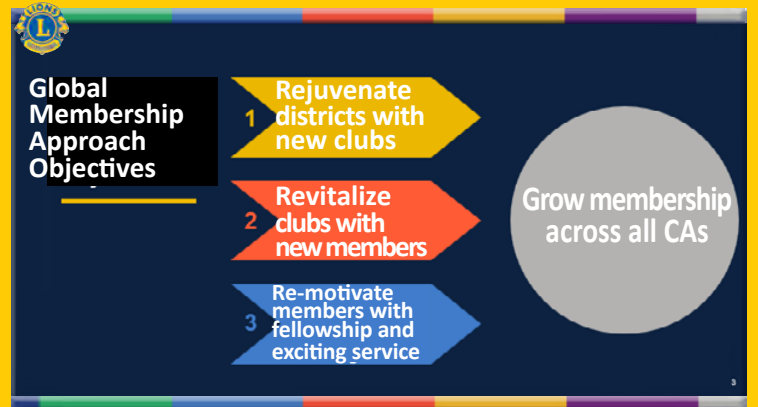 LIONS
L
Global
Membership
Approach
Objectives
1
Rejuvenate
districts with
new clubs
2
Revitalize
clubs with
new members
3
Re-motivate
members with
fellowship and
exciting service
Grow membership
across all CAs
3